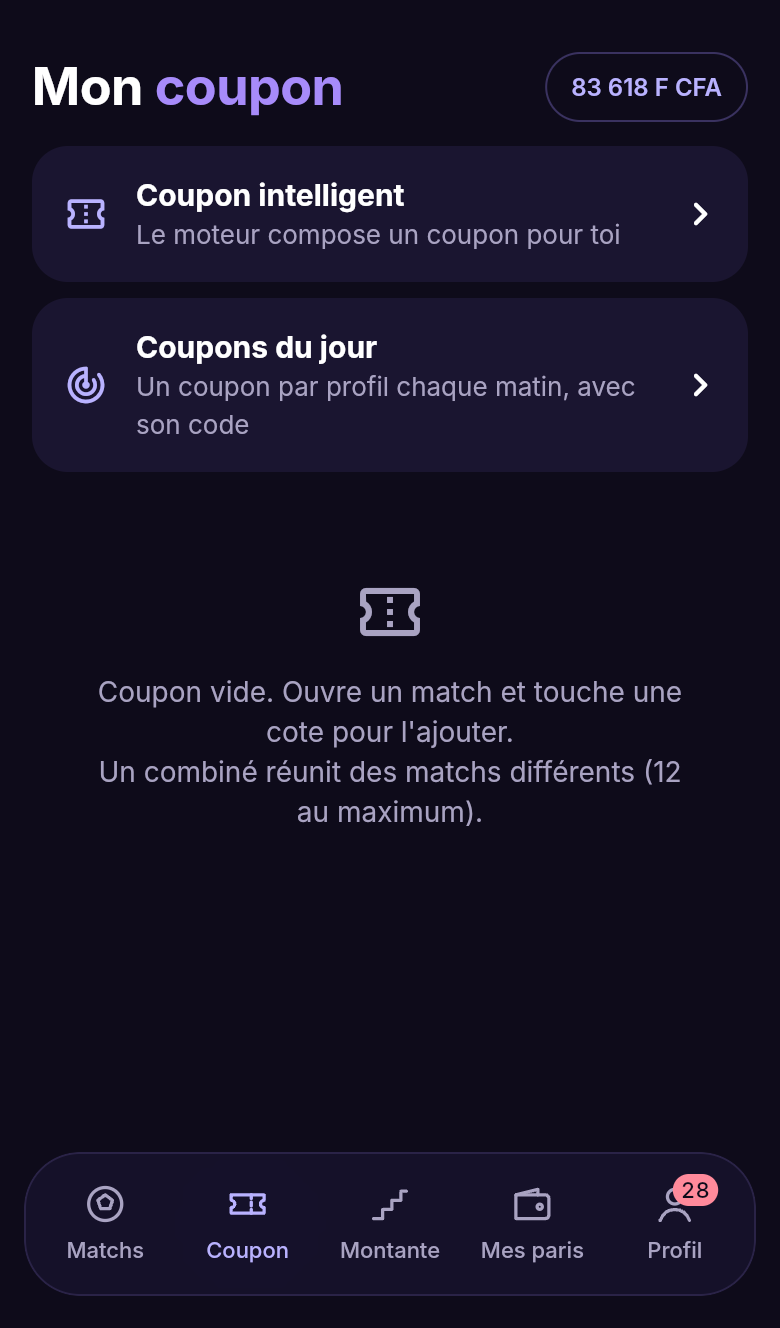 Mon coupon
83 618 F CFA
Coupon intelligent
Le moteur compose un coupon pour toi
Coupons du jour
Un coupon par profil chaque matin, avec
son code
Coupon vide. Ouvre un match et touche une
cote pour l'ajouter.
Un combiné réunit des matchs différents (12
au maximum).
28
Matchs
Coupon
Montante
Mes paris
Profil